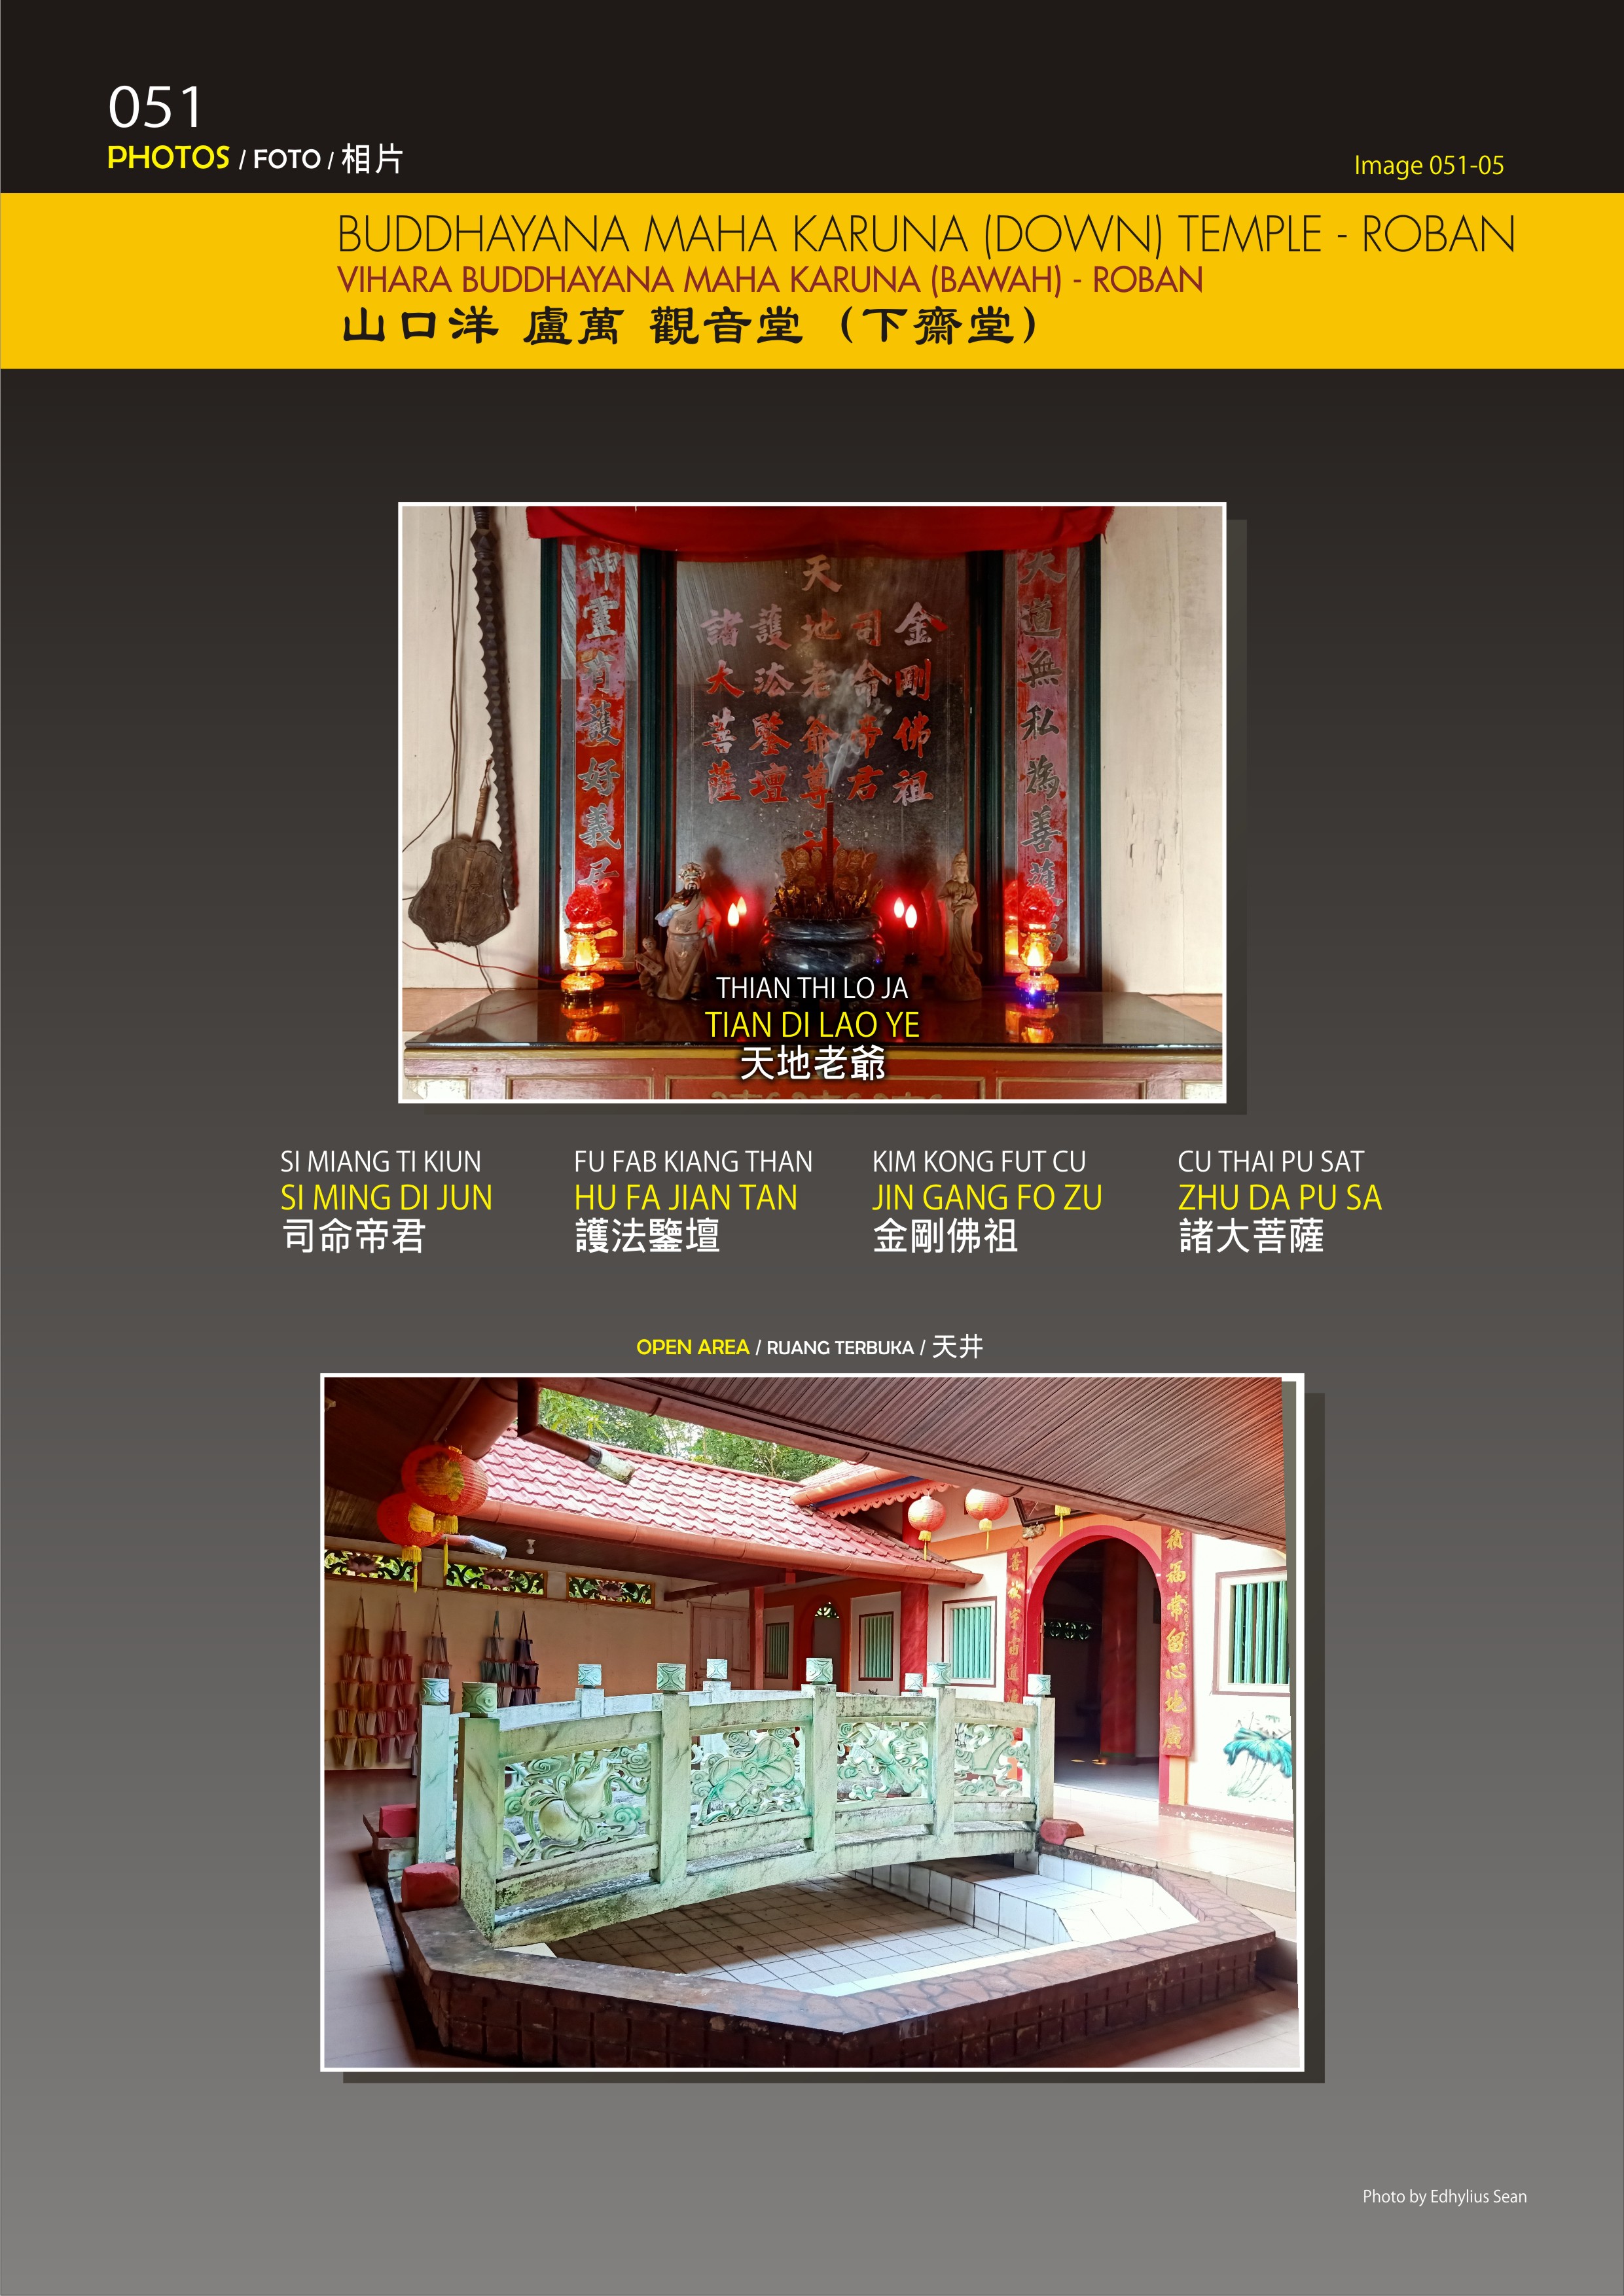 051
PHOTOS / FOTO / 相片
Image 051-05
BUDDHAYANA MAHA KARUNA (DOWN) TEMPLE - ROBAN
VIHARA BUDDHAYANA MAHA KARUNA (BAWAH) - ROBAN
山口洋 盧萬 觀音堂 (下齋堂)
天道無私為善
金剛佛祖
司命帝君
天地老爺尊神
護法鑒壇
諸大菩薩
神靈有護好義居
THIAN THI LO JA
TIAN DI LAO YE
天地老爺
SI MIANG TI KIUN
SI MING DI JUN
司命帝君
FU FAB KIANG THAN
HU FA JIAN TAN
護法鑒壇
KIM KONG FUT CU
JIN GANG FO ZU
金剛佛祖
CU THAI PU SAT
ZHU DA PU SA
諸大菩薩
OPEN AREA / RUANG TERBUKA / 天井
積福常留心地廣
Photo by Edhylius Sean